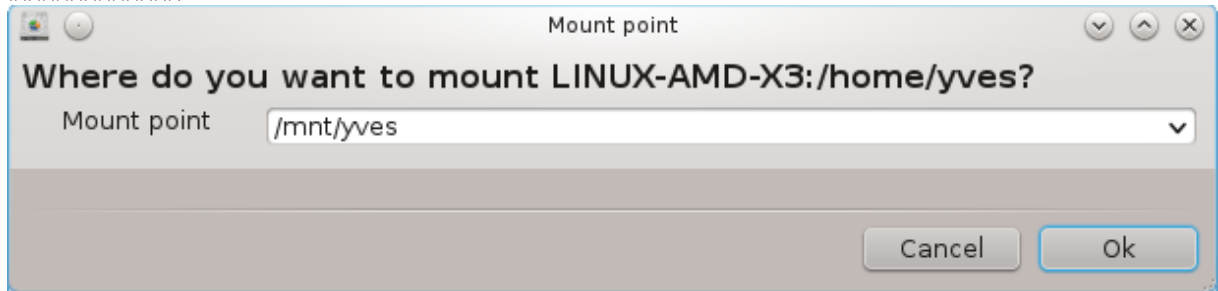 Mount point
Where do you want to mount LINUX-AMD-X3:/home/yves?
Mount point /mnt/yves
Cancel Ok